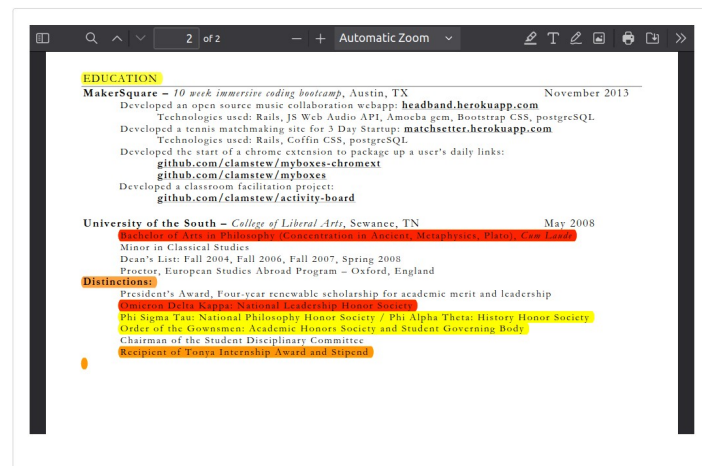 2 of 2 − + Automatic Zoom
EDUCATION
MakerSquare – 10 week immersive coding bootcamp, Austin, TX November 2013
Developed an open source music collaboration webapp: headband.herokuapp.com
Technologies used: Rails, JS Web Audio API, Amoeba gem, Bootstrap CSS, postgreSQL
Developed a tennis matchmaking site for 3 Day Startup: matchsetter.herokuapp.com
Technologies used: Rails, Coffin CSS, postgreSQL
Developed the start of a chrome extension to package up a user's daily links:
github.com/clamstew/myboxes-chromext
github.com/clamstew/myboxes
Developed a classroom facilitation project:
github.com/clamstew/activity-board
University of the South – College of Liberal Arts, Sewanee, TN May 2008
Bachelor of Arts in Philosophy (Concentration in Ancient, Metaphysics, Plato), Cum Laude
Minor in Classical Studies
Dean's List: Fall 2004, Fall 2006, Fall 2007, Spring 2008
Proctor, European Studies Abroad Program – Oxford, England
Distinctions:
President's Award, Four-year renewable scholarship for academic merit and leadership
Omicron Delta Kappa: National Leadership Honor Society
Phi Sigma Tau: National Philosophy Honor Society / Phi Alpha Theta: History Honor Society
Order of the Gownsmen: Academic Honors Society and Student Governing Body
Chairman of the Student Disciplinary Committee
Recipient of Tonya Internship Award and Stipend